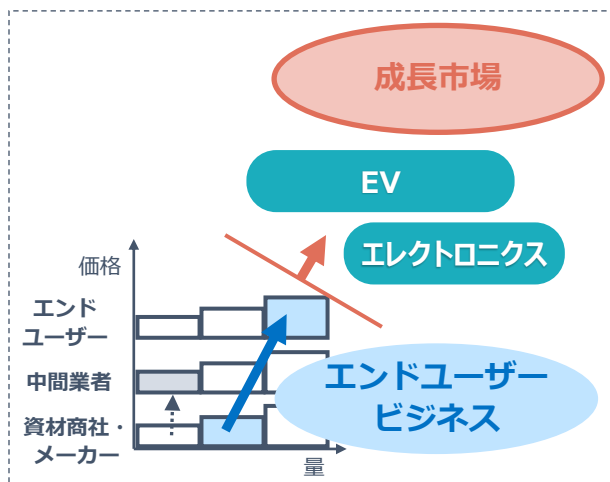 成長市場
EV
エレクトロニクス
価格
エンド
ユーザー
中間業者
資材商社・
メーカー
量
エンドユーザー
ビジネス